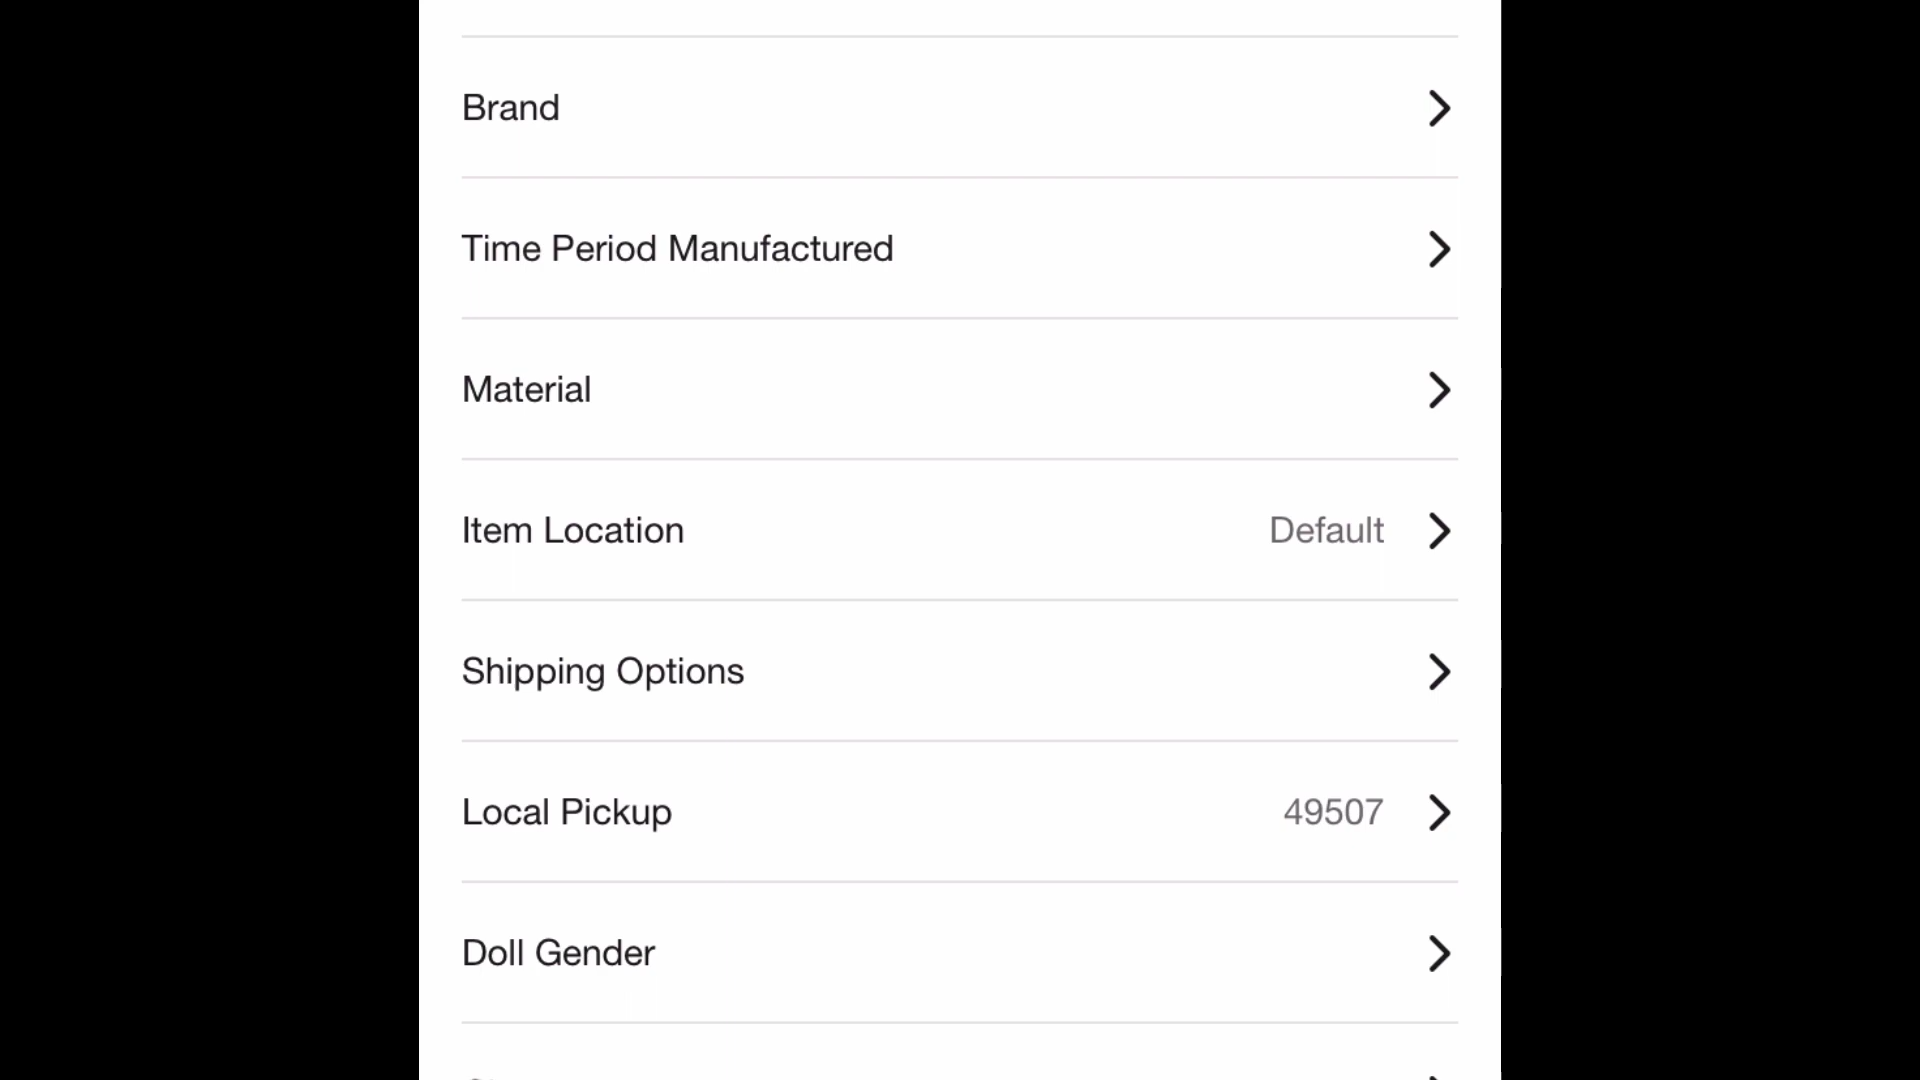 Brand
Time Period Manufactured
Material
Item Location Default
Shipping Options
Local Pickup 49507
Doll Gender